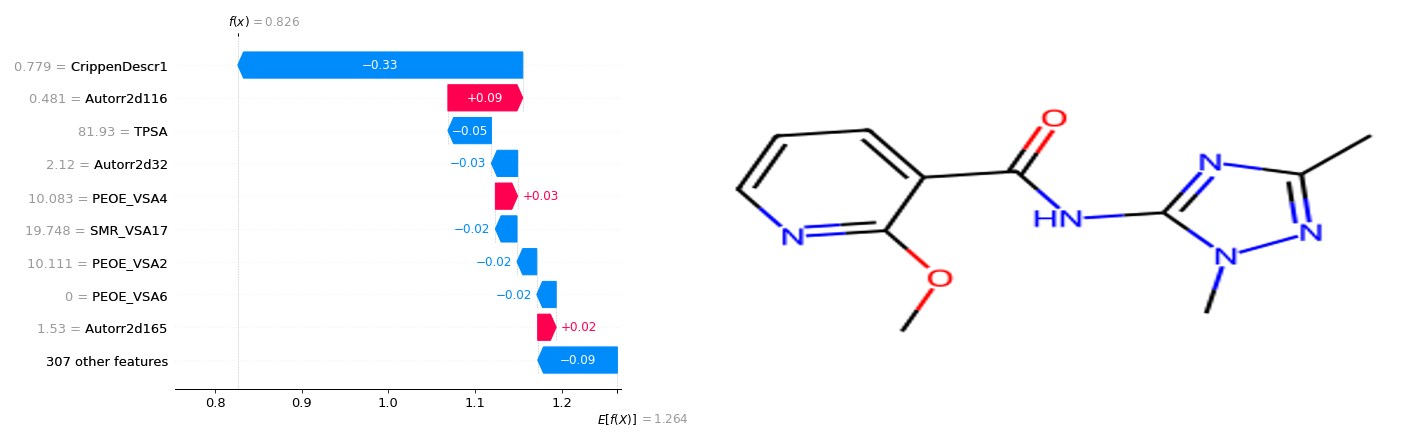 f(x) = 0.826
0.779 = CrippenDescr1
−0.33
0.481 = Autorr2d116
+0.09
81.93 = TPSA
−0.05
2.12 = Autorr2d32
−0.03
10.083 = PEOE_VSA4
+0.03
19.748 = SMR_VSA17
−0.02
10.111 = PEOE_VSA2
−0.02
0 = PEOE_VSA6
−0.02
1.53 = Autorr2d165
+0.02
307 other features
−0.09
0.8 0.9 1.0 1.1 1.2
E[f(X)] = 1.264
O
N
HN
N
N
N
O